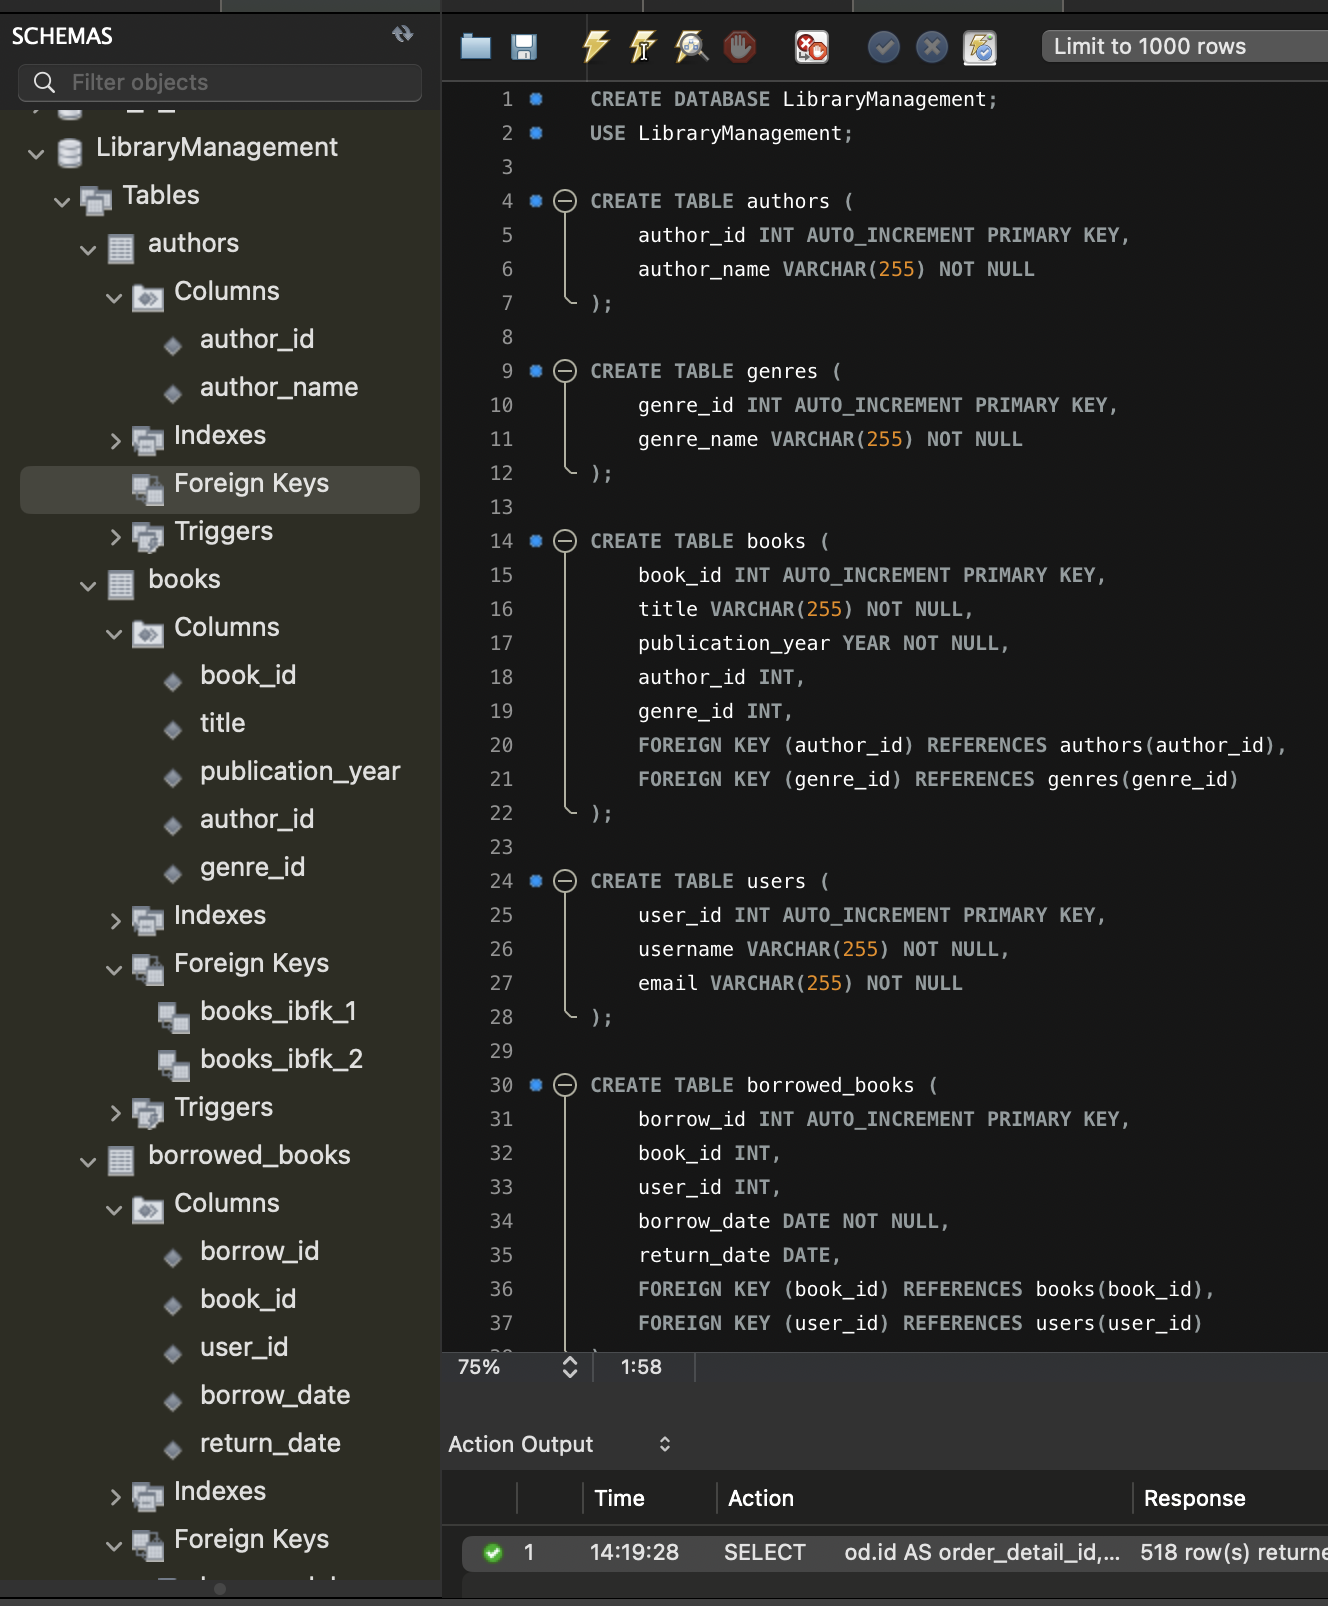 SCHEMAS
Filter objects
LibraryManagement
Tables
authors
Columns
author_id
author_name
Indexes
Foreign Keys
Triggers
books
Columns
book_id
title
publication_year
author_id
genre_id
Indexes
Foreign Keys
books_ibfk_1
books_ibfk_2
Triggers
borrowed_books
Columns
borrow_id
book_id
user_id
borrow_date
return_date
Indexes
Foreign Keys
Limit to 1000 rows
1 CREATE DATABASE LibraryManagement;
2 USE LibraryManagement;
3
4 CREATE TABLE authors (
5 author_id INT AUTO_INCREMENT PRIMARY KEY,
6 author_name VARCHAR(255) NOT NULL
7 );
8
9 CREATE TABLE genres (
10 genre_id INT AUTO_INCREMENT PRIMARY KEY,
11 genre_name VARCHAR(255) NOT NULL
12 );
13
14 CREATE TABLE books (
15 book_id INT AUTO_INCREMENT PRIMARY KEY,
16 title VARCHAR(255) NOT NULL,
17 publication_year YEAR NOT NULL,
18 author_id INT,
19 genre_id INT,
20 FOREIGN KEY (author_id) REFERENCES authors(author_id),
21 FOREIGN KEY (genre_id) REFERENCES genres(genre_id)
22 );
23
24 CREATE TABLE users (
25 user_id INT AUTO_INCREMENT PRIMARY KEY,
26 username VARCHAR(255) NOT NULL,
27 email VARCHAR(255) NOT NULL
28 );
29
30 CREATE TABLE borrowed_books (
31 borrow_id INT AUTO_INCREMENT PRIMARY KEY,
32 book_id INT,
33 user_id INT,
34 borrow_date DATE NOT NULL,
35 return_date DATE,
36 FOREIGN KEY (book_id) REFERENCES books(book_id),
37 FOREIGN KEY (user_id) REFERENCES users(user_id)
75% 1:58
Action Output
Time Action Response
1 14:19:28 SELECT od.id AS order_detail_id,... 518 row(s) returne